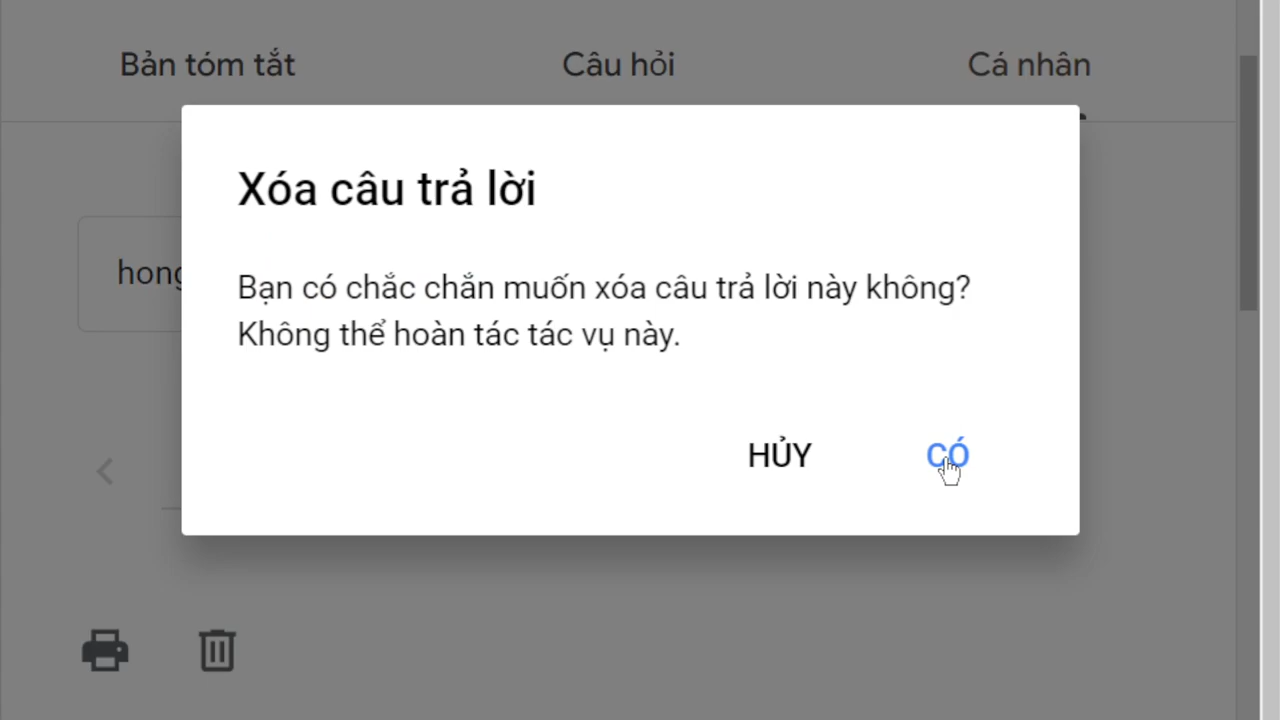 Bản tóm tắt Câu hỏi Cá nhân
Xóa câu trả lời
hong
Bạn có chắc chắn muốn xóa câu trả lời này không?
Không thể hoàn tác tác vụ này.
HỦY CÓ